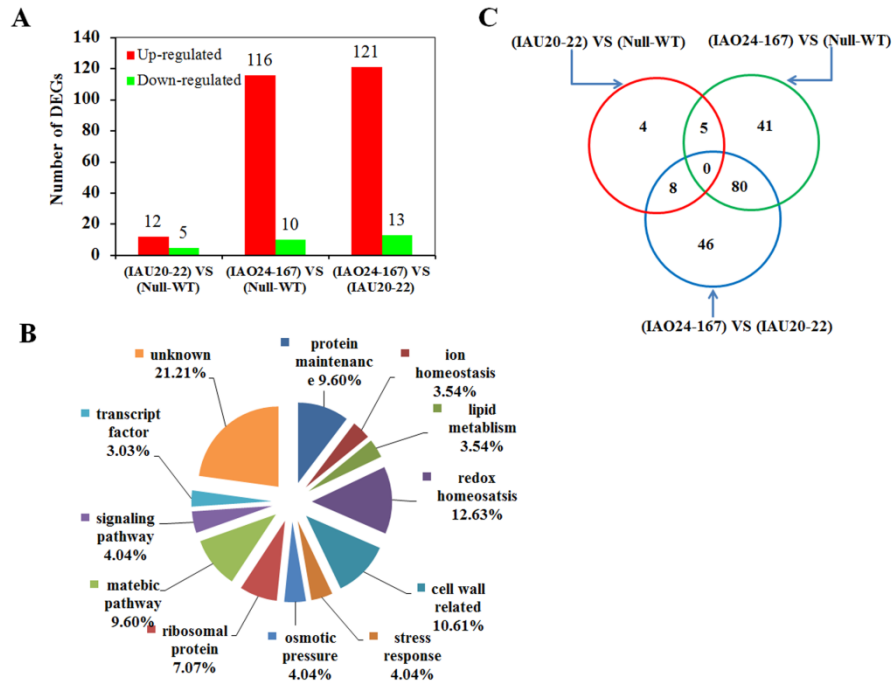 A
Number of DEGs
140
120
100
80
60
40
20
0
Up-regulated
Down-regulated
12
5
116
10
121
13
(IAU20-22) VS
(Null-WT)
(IAO24-167) VS
(Null-WT)
(IAO24-167) VS
(IAU20-22)
C
(IAU20-22) VS (Null-WT)
(IAO24-167) VS (Null-WT)
4
5
41
0
8
80
46
(IAO24-167) VS (IAU20-22)
B
unknown
21.21%
protein
maintenanc
e 9.60%
ion
homeostasis
3.54%
lipid
metablism
3.54%
redox
homeosatsis
12.63%
cell wall
related
10.61%
stress
response
4.04%
osmotic
pressure
4.04%
ribosomal
protein
7.07%
matebic
pathway
9.60%
signaling
pathway
4.04%
transcript
factor
3.03%